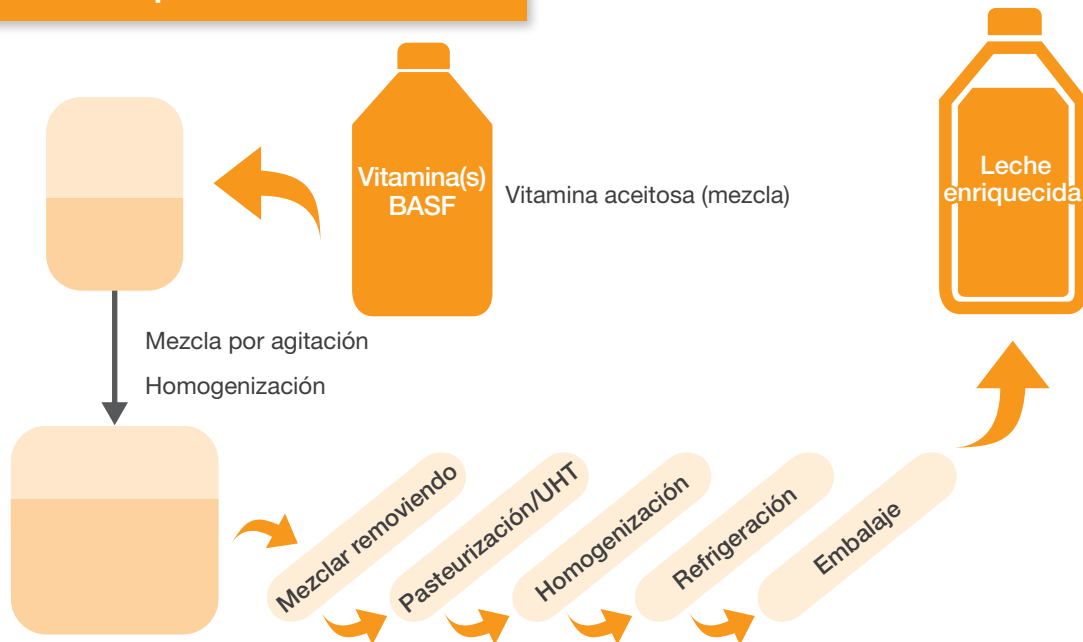 Vitamina(s)
BASF
Vitamina aceitosa (mezcla)
Leche
enriquecida
Mezcla por agitación
Homogenización
Mezclar removiendo
Pasteurización/UHT
Homogenización
Refrigeración
Embalaje